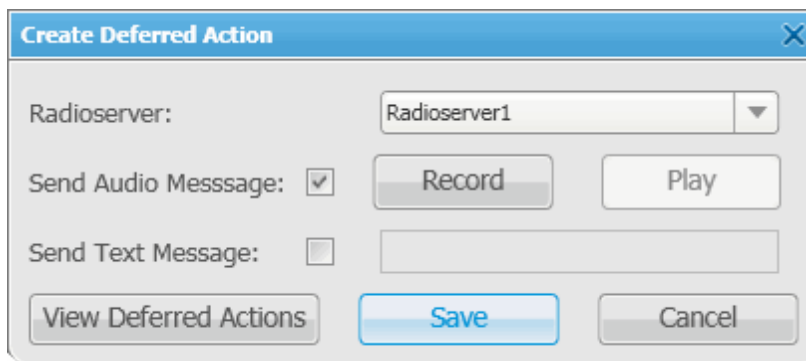 Create Deferred Action
Radioserver: Radioserver1
Send Audio Messsage: Record Play
Send Text Message:
View Deferred Actions Save Cancel